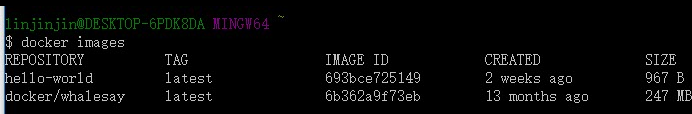 linjinjin@DESKTOP-6PDK8DA MINGW64 ~
$ docker images
REPOSITORY TAG IMAGE ID CREATED SIZE
hello-world latest 693bce725149 2 weeks ago 967 B
docker/whalesay latest 6b362a9f73eb 13 months ago 247 MB